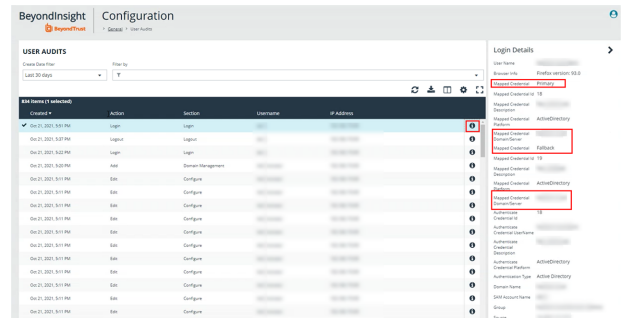 BeyondInsight
BeyondTrust
Configuration
General > User Audits
USER AUDITS
Create Date Filter
Filter by
Last 30 days
834 items (1 selected)
Created Action Section Username IP Address
Oct 21, 2021, 5:51 PM Login Login
Oct 21, 2021, 5:37 PM Logout Logout
Oct 21, 2021, 5:22 PM Login Login
Oct 21, 2021, 5:20 PM Add Domain Management
Oct 21, 2021, 5:11 PM Edit Configure
Oct 21, 2021, 5:11 PM Edit Configure
Oct 21, 2021, 5:11 PM Edit Configure
Oct 21, 2021, 5:11 PM Edit Configure
Oct 21, 2021, 5:11 PM Edit Configure
Oct 21, 2021, 5:11 PM Edit Configure
Oct 21, 2021, 5:11 PM Edit Configure
Oct 21, 2021, 5:11 PM Edit Configure
Oct 21, 2021, 5:11 PM Edit Configure
Oct 21, 2021, 5:11 PM Edit Configure
Login Details
User Name
Browser Info Firefox version: 93.0
Mapped Credential Primary
Mapped Credential Id 18
Mapped Credential
Description
Mapped Credential ActiveDirectory
Platform
Mapped Credential
Domain/Server
Mapped Credential Fallback
Mapped Credential Id 19
Mapped Credential
Description
Mapped Credential ActiveDirectory
Platform
Mapped Credential
Domain/Server
Authenticate 18
Credential Id
Authenticate
Credential UserName
Authenticate
Credential
Description
Authenticate ActiveDirectory
Credential Platform
Authentication Type Active Directory
Domain Name
SAM Account Name
Group